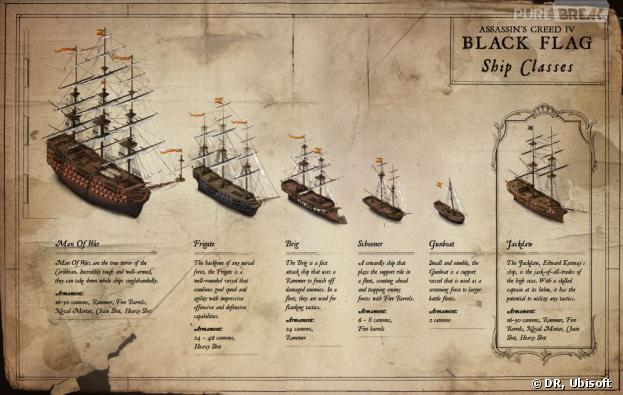 PUREBREAK
ASSASSIN'S CREED IV
BLACK FLAG
Ship Classes
Man Of War
Man Of Wars are the true terror of the
Caribbean. Incredibly tough and well-armed,
they can take down whole ships singlehandedly.
Armament:
16-50 cannons, Rammer, Fire Barrels,
Naval Mortar, Chain Shot, Heavy Shot
Frigate
The backbone of any naval
force, the Frigate is a
well-rounded vessel that
combines good speed and
agility with impressive
offensive and defensive
capabilities.
Armament:
24 - 46 cannons,
Heavy Shot
Brig
The Brig is a fast
attack ship that uses a
Rammer to finish off
damaged enemies. In a
fleet, they are used for
flanking tactics.
Armament:
24 cannons,
Rammer
Schooner
A cowardly ship that
plays the support role in
a fleet, scouting ahead
and trapping enemy
forces with Fire Barrels.
Armament:
6 - 8 cannons,
Fire barrels
Gunboat
Small and nimble, the
Gunboat is a support
vessel that is used as a
screening force to larger
battle fleets.
Armament:
2 cannons
Jackdaw
The Jackdaw, Edward Kenway's
ship, is the jack-of-all-trades of
the high seas. With a skilled
captain at its helm, it has the
potential to utilize any tactics.
Armament:
16-50 cannons, Rammer, Fire
Barrels, Naval Mortar, Chain
Shot, Heavy Shot
© DR, Ubisoft